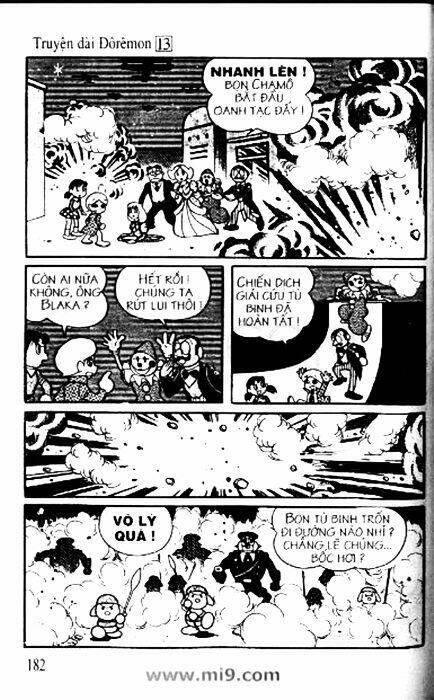 Truyện dài Dôrêmon 13
NHANH LÊN !
BỌN CHAMÔ
BẮT ĐẦU
OANH TẠC ĐẤY !
CÒN AI NỮA
KHÔNG, ÔNG
BLAKA ?
HẾT RỒI !
CHÚNG TA
RÚT LUI THÔI !
CHIẾN DỊCH
GIẢI CỨU TÙ
BINH ĐÃ
HOÀN TẤT !
VÔ LÝ
QUÁ !
BỌN TÙ BINH TRỐN
ĐI ĐƯỜNG NÀO NHỈ ?
CHẲNG LẼ CHÚNG...
BỐC HƠI ?
182
www.mi9.com